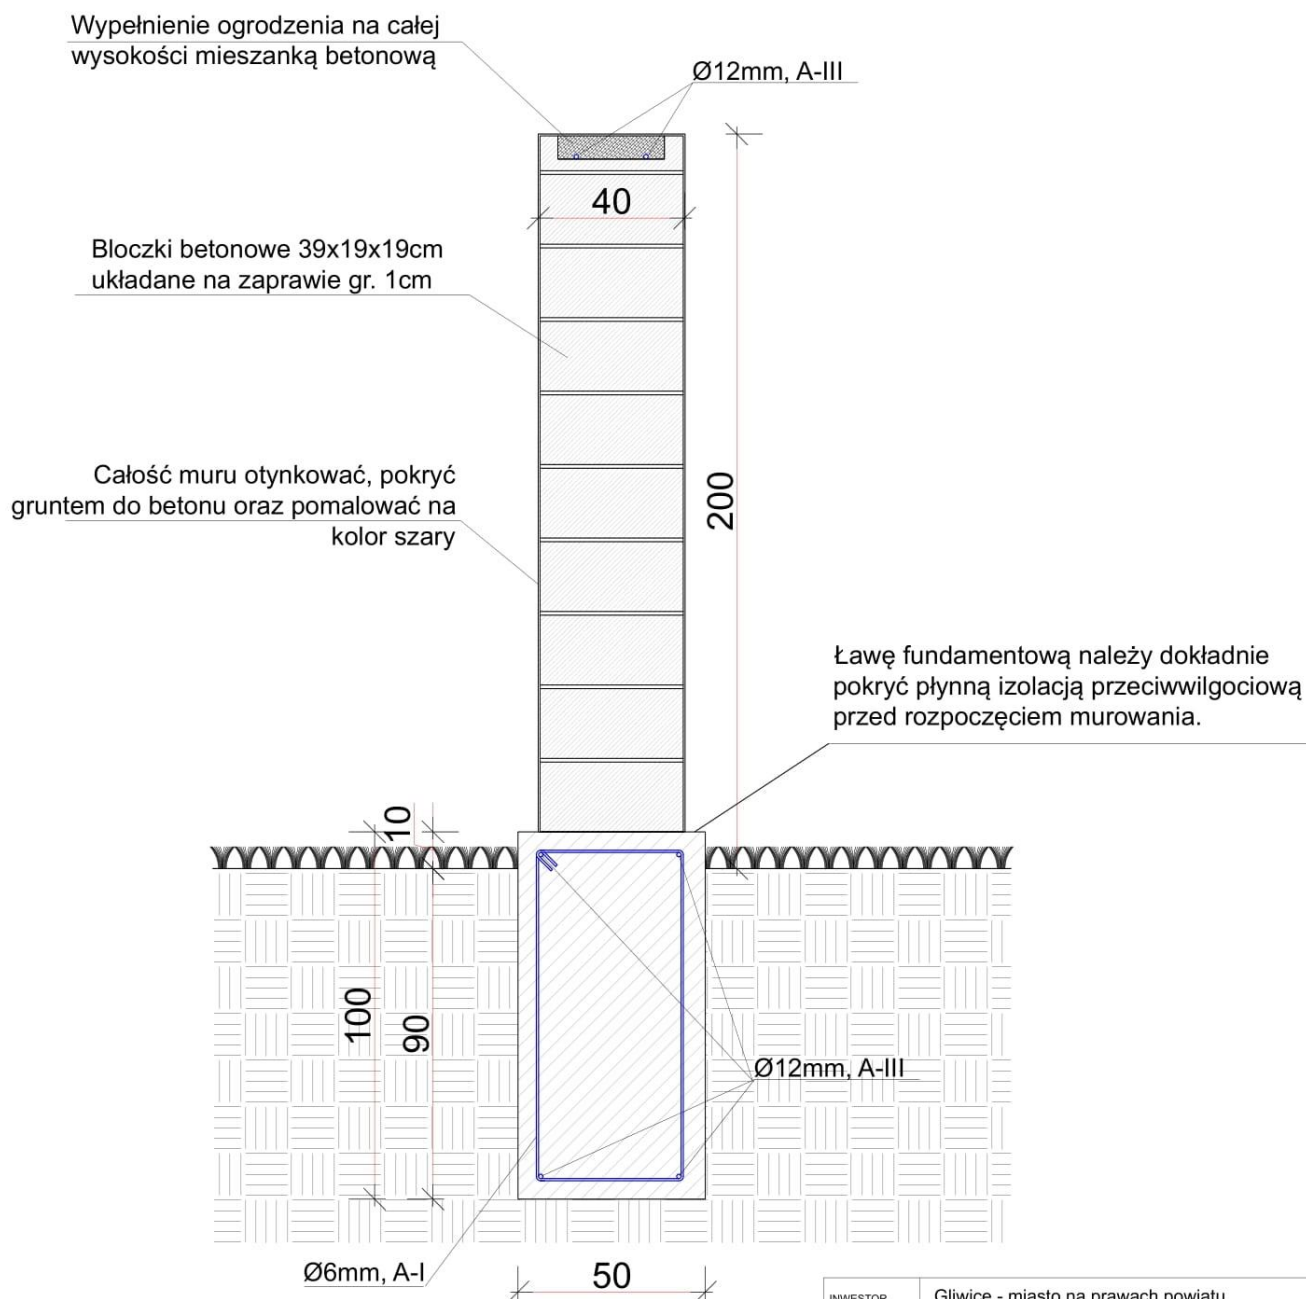 Wypełnienie ogrodzenia na całej
wysokości mieszanką betonową
Ø12mm, A-III
40
Bloczki betonowe 39x19x19cm
układane na zaprawie gr. 1cm
Całość muru otynkować, pokryć
gruntem do betonu oraz pomalować na
kolor szary
200
Ławę fundamentową należy dokładnie
pokryć płynną izolacją przeciwwilgociową
przed rozpoczęciem murowania.
10
100
90
Ø12mm, A-III
Ø6mm, A-I
50
INWESTOR
Gliwice - miasto na prawach powiatu